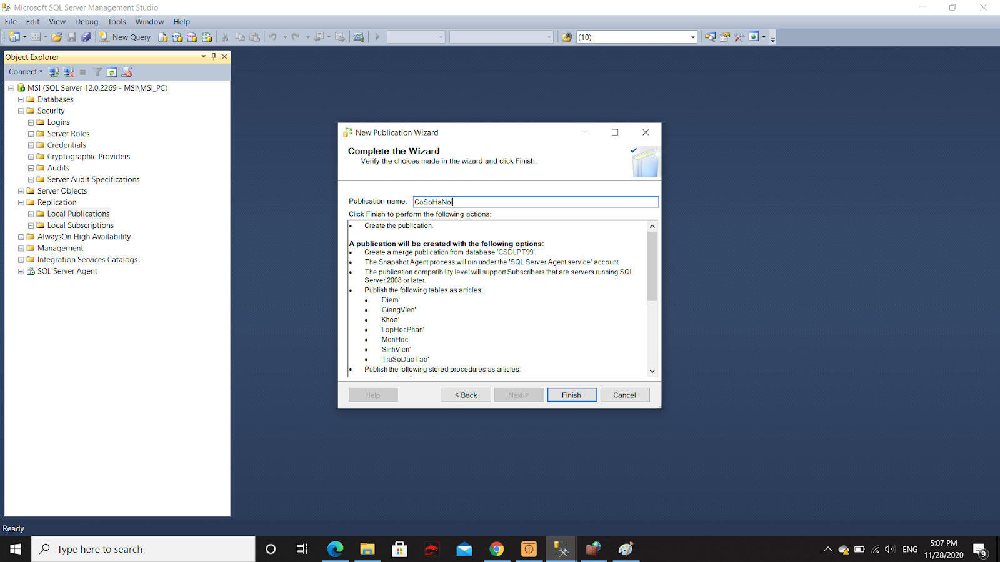 Microsoft SQL Server Management Studio
File Edit View Debug Tools Window Help
New Query
(10)
Object Explorer
Connect
MSI (SQL Server 12.0.2269 - MSI\MSI_PC)
Databases
Security
Logins
Server Roles
Credentials
Cryptographic Providers
Audits
Server Audit Specifications
Server Objects
Replication
Local Publications
Local Subscriptions
AlwaysOn High Availability
Management
Integration Services Catalogs
SQL Server Agent
New Publication Wizard
Complete the Wizard
Verify the choices made in the wizard and click Finish.
Publication name: CoSoHaNoi
Click Finish to perform the following actions:
• Create the publication.
A publication will be created with the following options:
• Create a merge publication from database 'CSDLPT99'.
• The Snapshot Agent process will run under the 'SQL Server Agent service' account.
• The publication compatibility level will support Subscribers that are servers running SQL
Server 2008 or later.
• Publish the following tables as articles:
• 'Diem'
• 'GiangVien'
• 'Khoa'
• 'LopHocPhan'
• 'MonHoc'
• 'SinhVien'
• 'TruSoDaoTao'
• Publish the following stored procedures as articles:
Help < Back Next > Finish Cancel
Ready
Type here to search
ENG
5:07 PM
11/28/2020
9